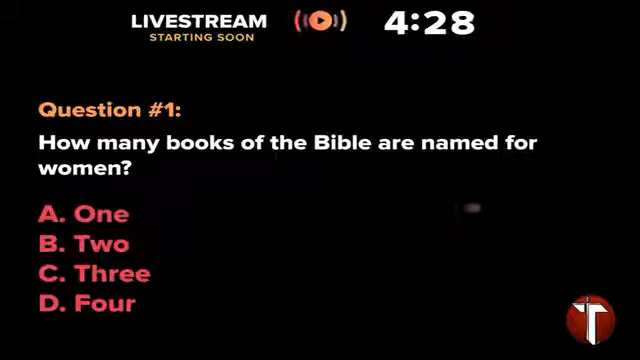 LIVESTREAM
STARTING SOON
4:28
Question #1:
How many books of the Bible are named for
women?
A. One
B. Two
C. Three
D. Four